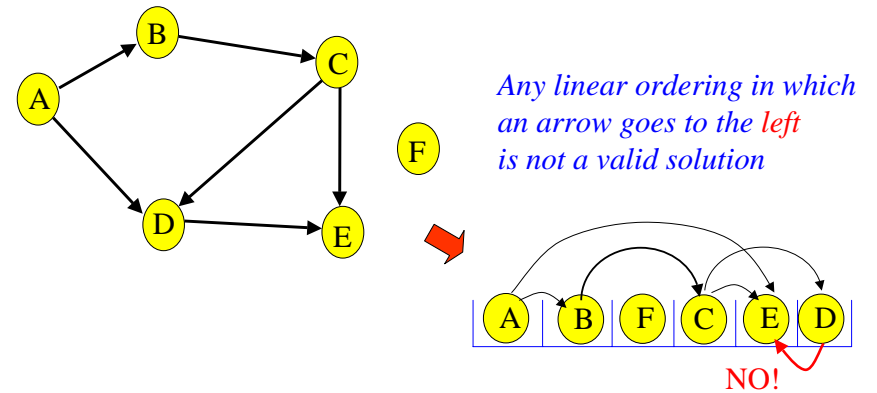 B
C
A
Any linear ordering in which
an arrow goes to the left
is not a valid solution
F
D
E
A B F C E D
NO!